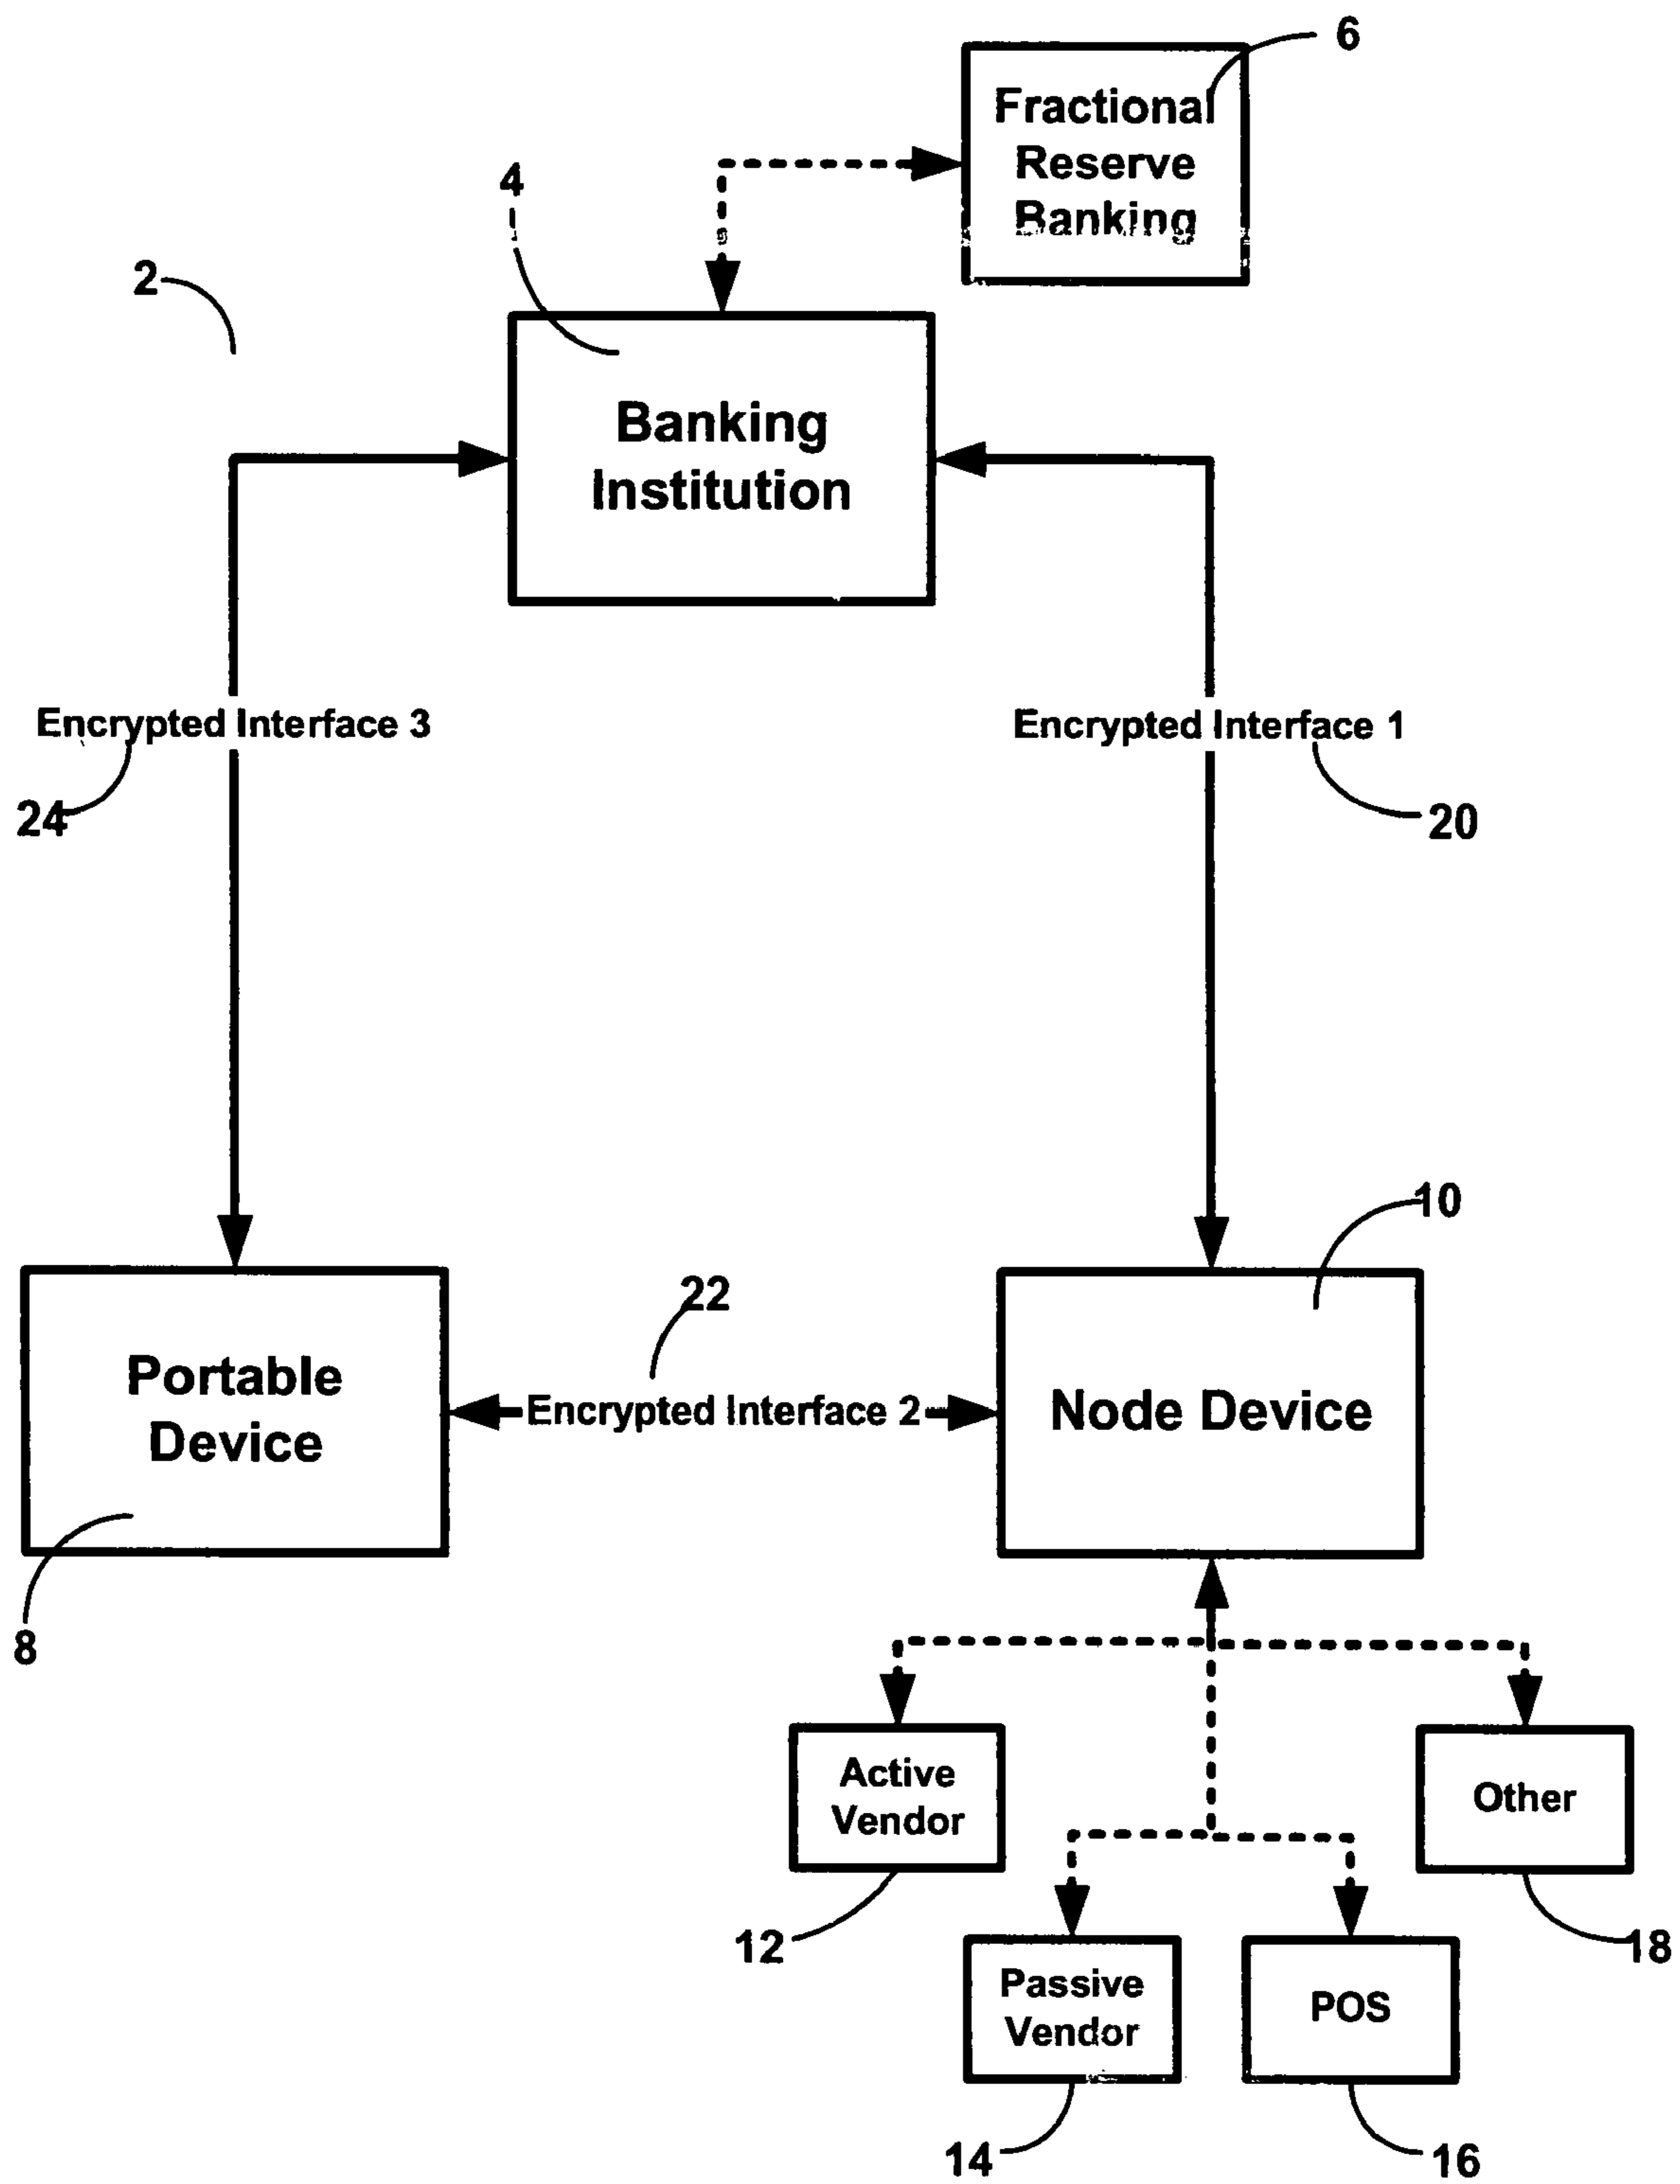 6
Fractional
Reserve
Banking
4
2
Banking
Institution
Encrypted Interface 3
Encrypted Interface 1
24
20
10
22
Portable
Device
Encrypted Interface 2
Node Device
8
Active
Vendor
Other
12
18
Passive
Vendor
POS
14
16